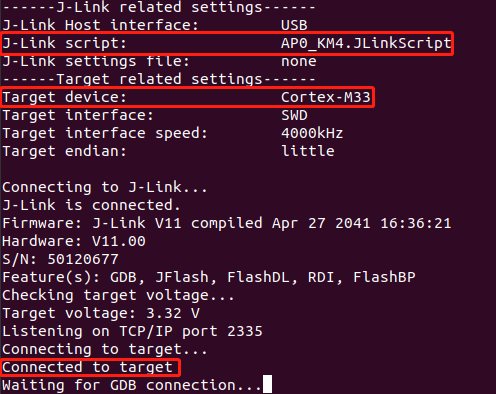 ------J-Link related settings------
J-Link Host interface: USB
J-Link script: AP0_KM4.JLinkScript
J-Link settings file: none
------Target related settings------
Target device: Cortex-M33
Target interface: SWD
Target interface speed: 4000kHz
Target endian: little
Connecting to J-Link...
J-Link is connected.
Firmware: J-Link V11 compiled Apr 27 2041 16:36:21
Hardware: V11.00
S/N: 50120677
Feature(s): GDB, JFlash, FlashDL, RDI, FlashBP
Checking target voltage...
Target voltage: 3.32 V
Listening on TCP/IP port 2335
Connecting to target...
Connected to target
Waiting for GDB connection...